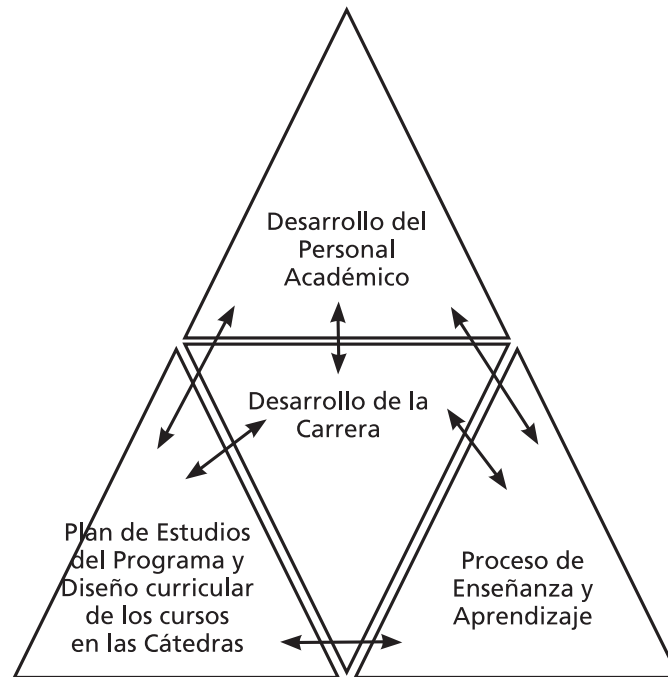 Desarrollo del
Personal
Académico
Desarrollo de la
Carrera
Plan de Estudios
del Programa y
Diseño curricular
de los cursos
en las Cátedras
Proceso de
Enseñanza y
Aprendizaje